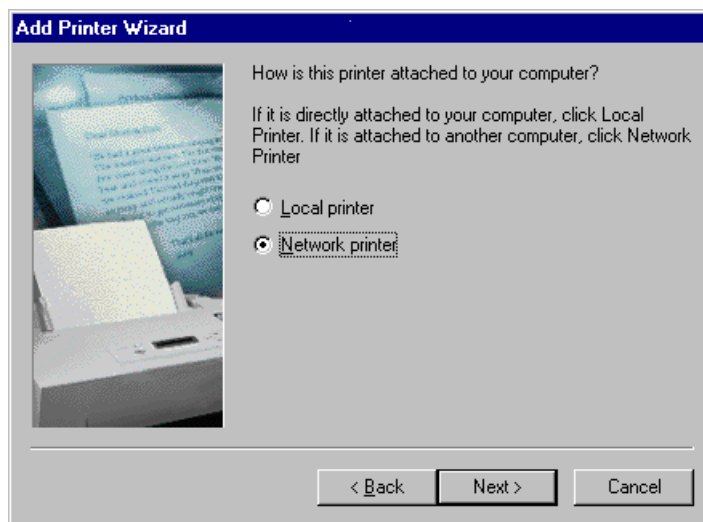 Add Printer Wizard
How is this printer attached to your computer?
If it is directly attached to your computer, click Local
Printer. If it is attached to another computer, click Network
Printer
Local printer
Network printer
< Back
Next >
Cancel